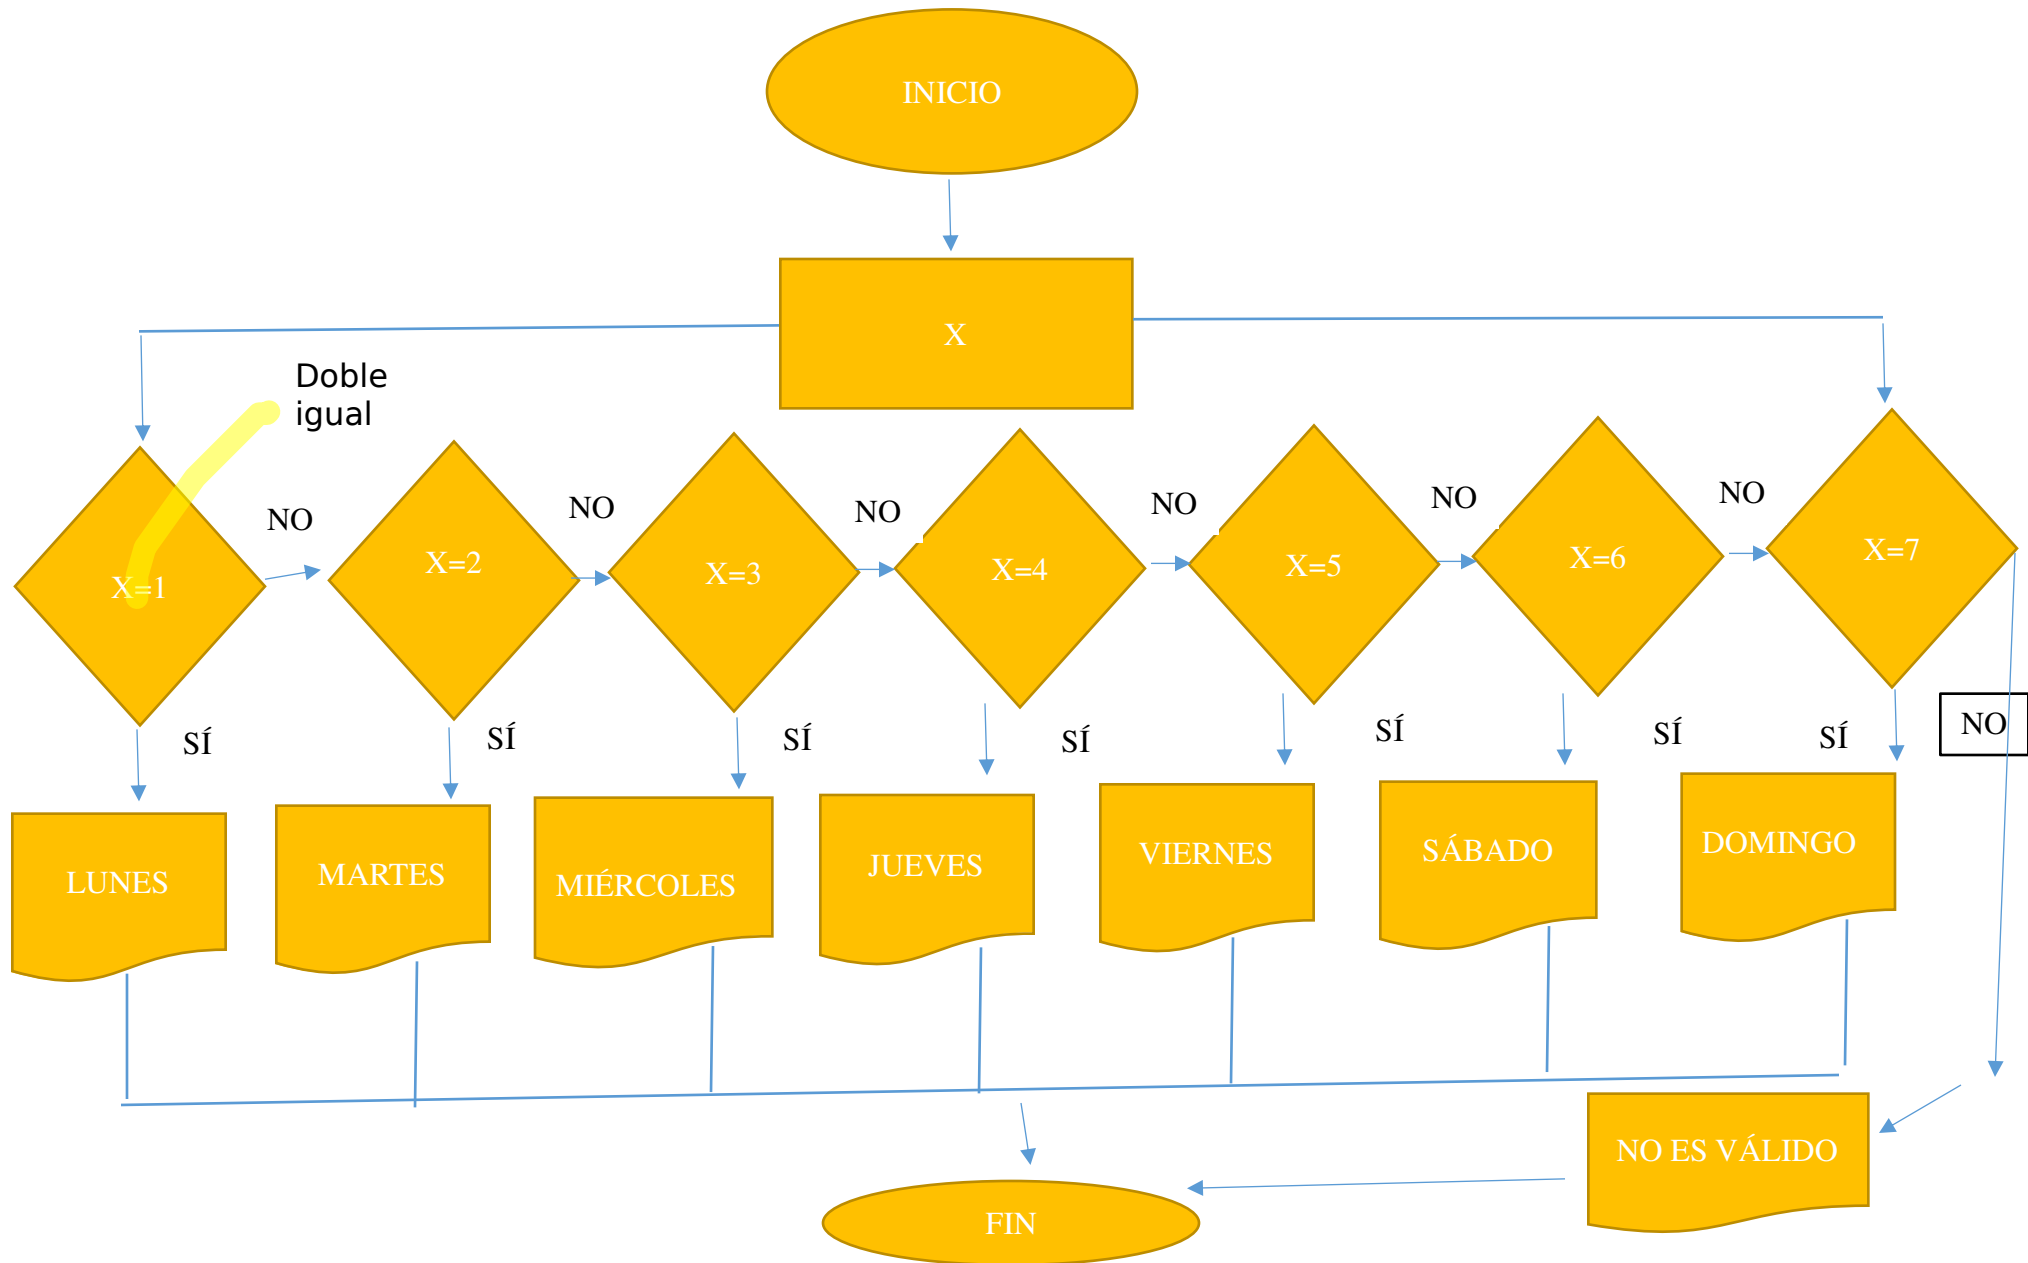 INICIO
X
Doble
igual
NO
NO
NO
NO
NO
NO
X=1
X=2
X=3
X=4
X=5
X=6
X=7
SÍ
SÍ
SÍ
SÍ
SÍ
SÍ
SÍ
NO
LUNES
MARTES
MIÉRCOLES
JUEVES
VIERNES
SÁBADO
DOMINGO
NO ES VÁLIDO
FIN